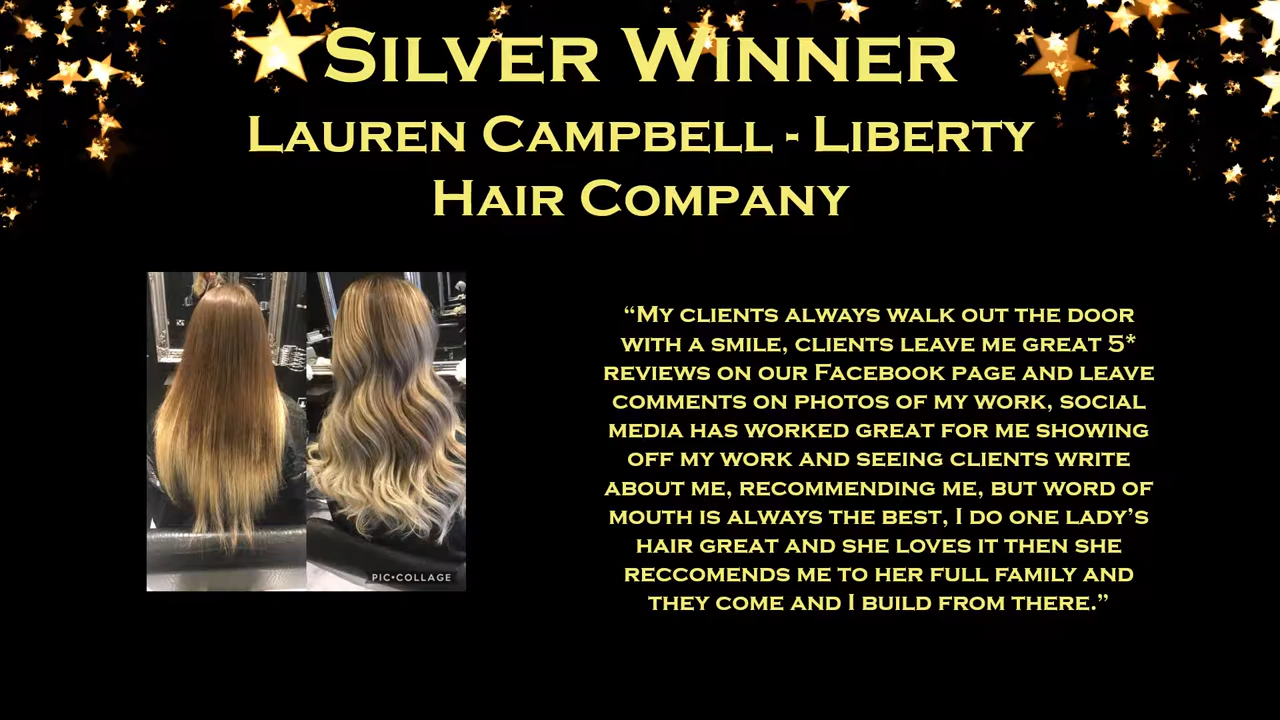 Silver Winner
Lauren Campbell - Liberty
Hair Company
“My clients always walk out the door
with a smile, clients leave me great 5*
reviews on our Facebook page and leave
comments on photos of my work, social
media has worked great for me showing
off my work and seeing clients write
about me, recommending me, but word of
mouth is always the best, I do one lady’s
hair great and she loves it then she
reccomends me to her full family and
they come and I build from there.”
PIC•COLLAGE